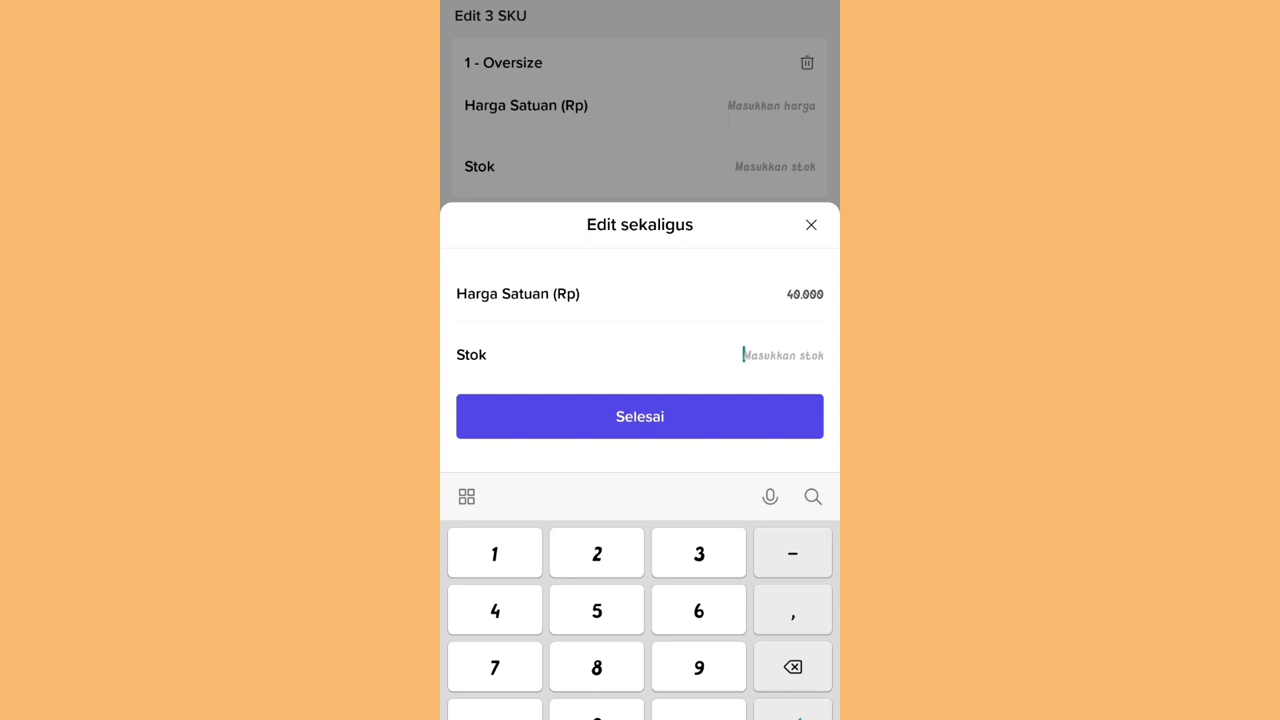 Edit 3 SKU
1 - Oversize
Harga Satuan (Rp) Masukkan harga
Stok Masukkan stok
Edit sekaligus
Harga Satuan (Rp) 40.000
Stok Masukkan stok
Selesai
1 2 3 -
4 5 6 ,
7 8 9